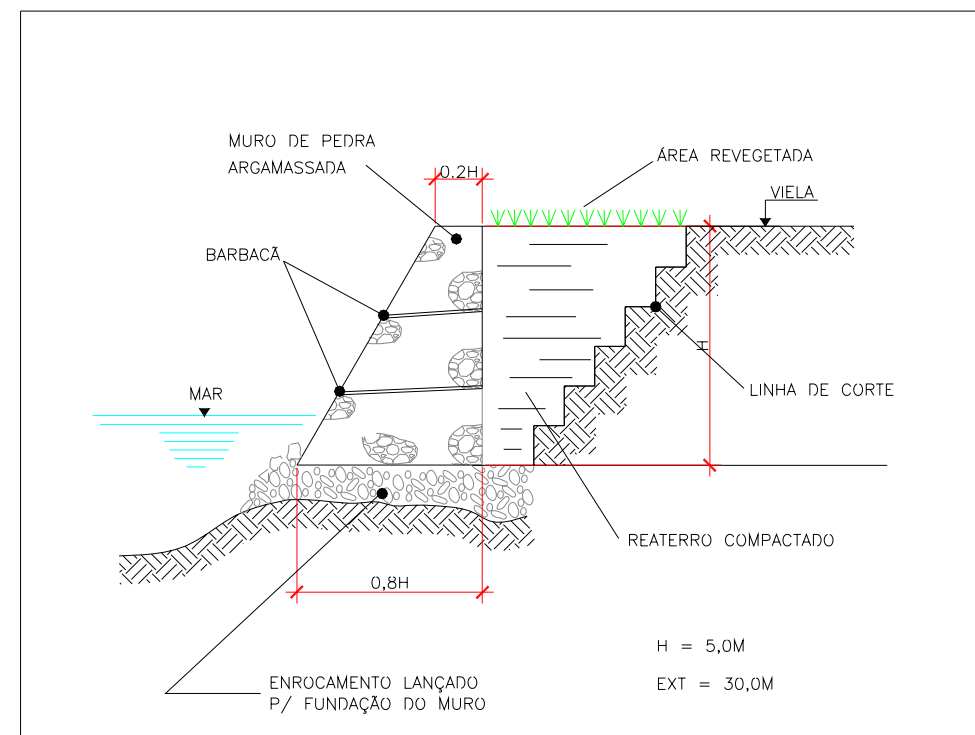 MURO DE PEDRA
ARGAMASSADA
0.2H
ÁREA REVEGETADA
VIELA
BARBACÃ
H
MAR
LINHA DE CORTE
REATERRO COMPACTADO
0,8H
H = 5,0M
EXT = 30,0M
ENROCAMENTO LANÇADO
P/ FUNDAÇÃO DO MURO